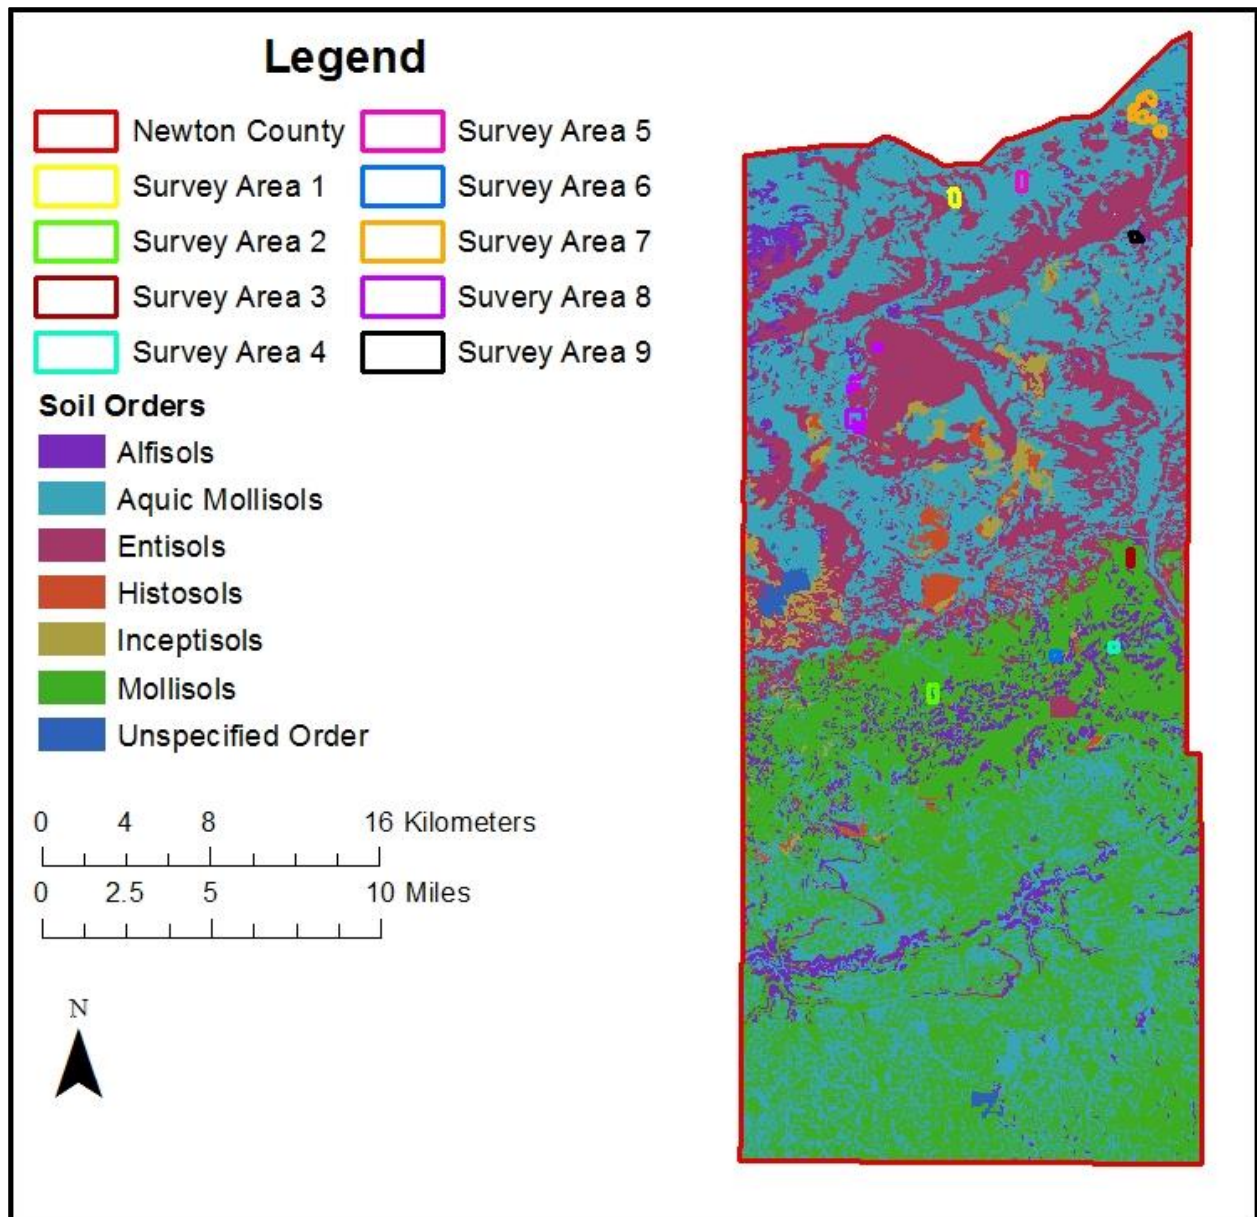 Legend
Newton County
Survey Area 5
Survey Area 1
Survey Area 6
Survey Area 2
Survey Area 7
Survey Area 3
Suvery Area 8
Survey Area 4
Survey Area 9
Soil Orders
Alfisols
Aquic Mollisols
Entisols
Histosols
Inceptisols
Mollisols
Unspecified Order
0 4 8 16 Kilometers
0 2.5 5 10 Miles
N